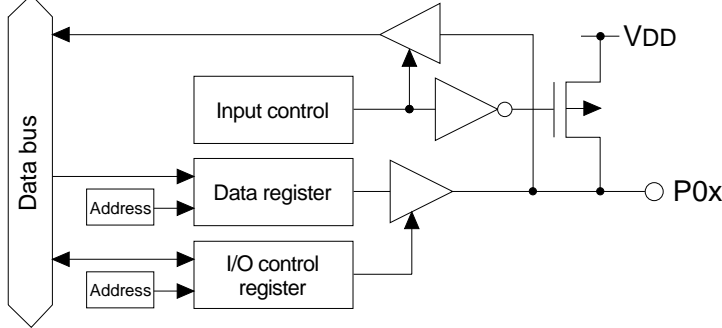 VDD
Input control
Data bus
Data register
Address
P0x
I/O control
register
Address